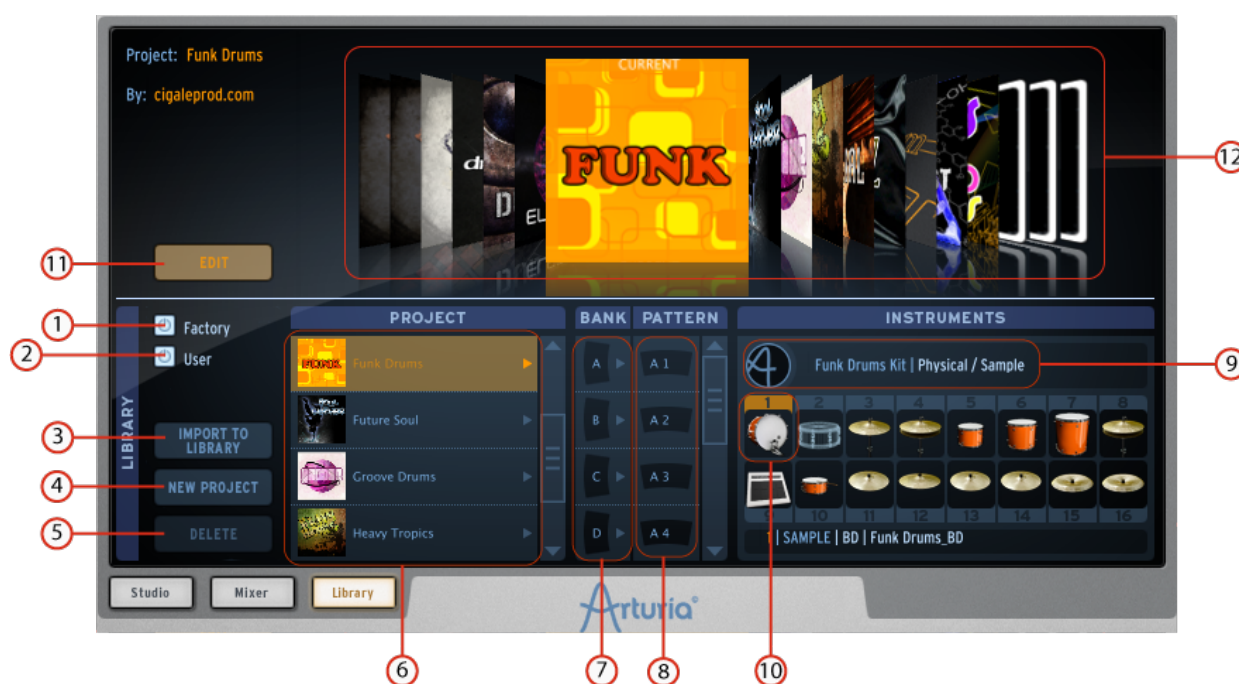 Project: Funk Drums
By: cigaleprod.com
CURRENT
FUNK
12
11
EDIT
1
Factory
2
User
LIBRARY
3
IMPORT TO
LIBRARY
4
NEW PROJECT
5
DELETE
PROJECT
Funk Drums
Future Soul
Groove Drums
Heavy Tropics
BANK
A
B
C
D
PATTERN
A 1
A 2
A 3
A 4
INSTRUMENTS
Funk Drums Kit | Physical / Sample
9
1 2 3 4 5 6 7 8
9 10 11 12 13 14 15 16
1 | SAMPLE | BD | Funk Drums_BD
Studio
Mixer
Library
Arturia
6
7
8
10